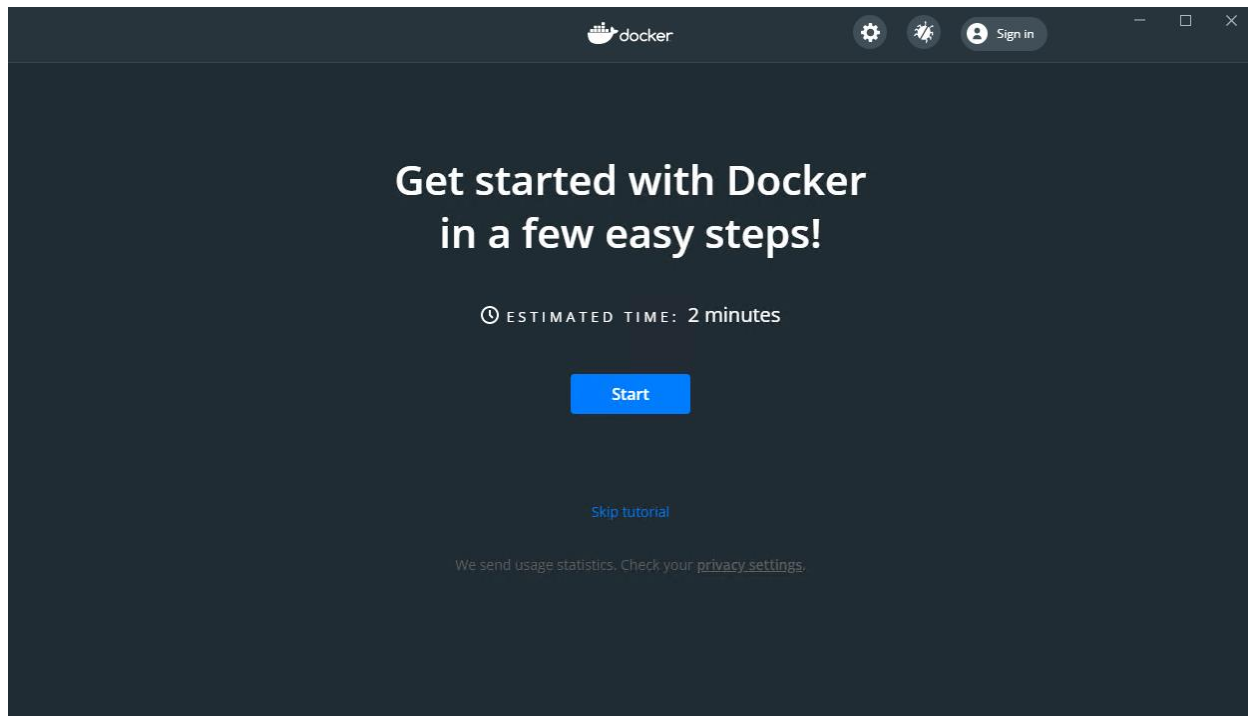 docker
Sign in
Get started with Docker
in a few easy steps!
ESTIMATED TIME: 2 minutes
Start
Skip tutorial
We send usage statistics. Check your privacy settings.